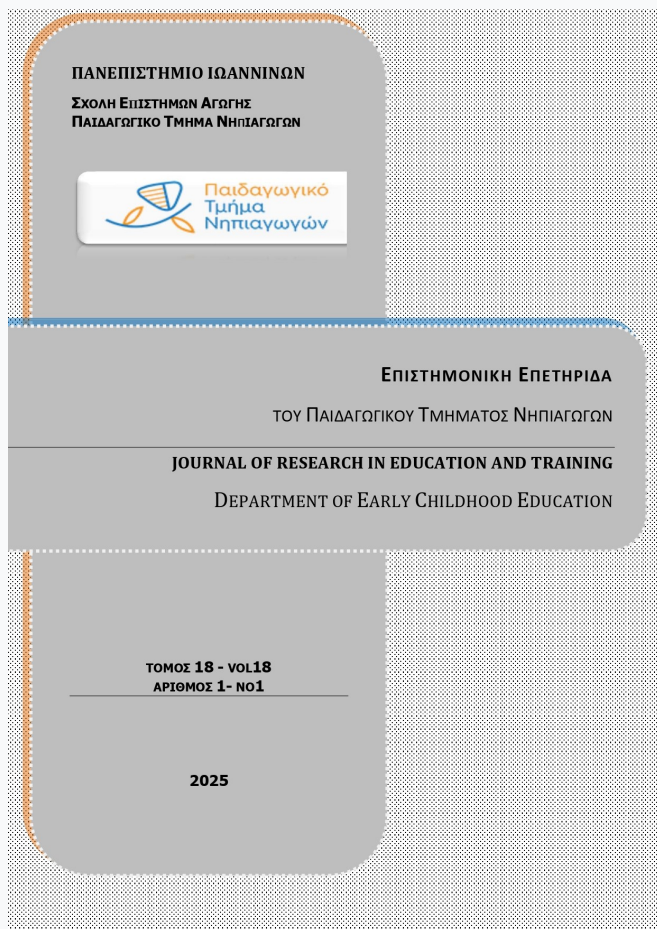 ΠΑΝΕΠΙΣΤΗΜΙΟ ΙΩΑΝΝΙΝΩΝ
ΣΧΟΛΗ ΕΠΙΣΤΗΜΩΝ ΑΓΩΓΗΣ
ΠΑΙΔΑΓΩΓΙΚΟ ΤΜΗΜΑ ΝΗΠΙΑΓΩΓΩΝ
Παιδαγωγικό
Τμήμα
Νηπιαγωγών
ΕΠΙΣΤΗΜΟΝΙΚΗ ΕΠΕΤΗΡΙΔΑ
ΤΟΥ ΠΑΙΔΑΓΩΓΙΚΟΥ ΤΜΗΜΑΤΟΣ ΝΗΠΙΑΓΩΓΩΝ
JOURNAL OF RESEARCH IN EDUCATION AND TRAINING
DEPARTMENT OF EARLY CHILDHOOD EDUCATION
ΤΟΜΟΣ 18 - VOL18
ΑΡΙΘΜΟΣ 1- NO1
2025